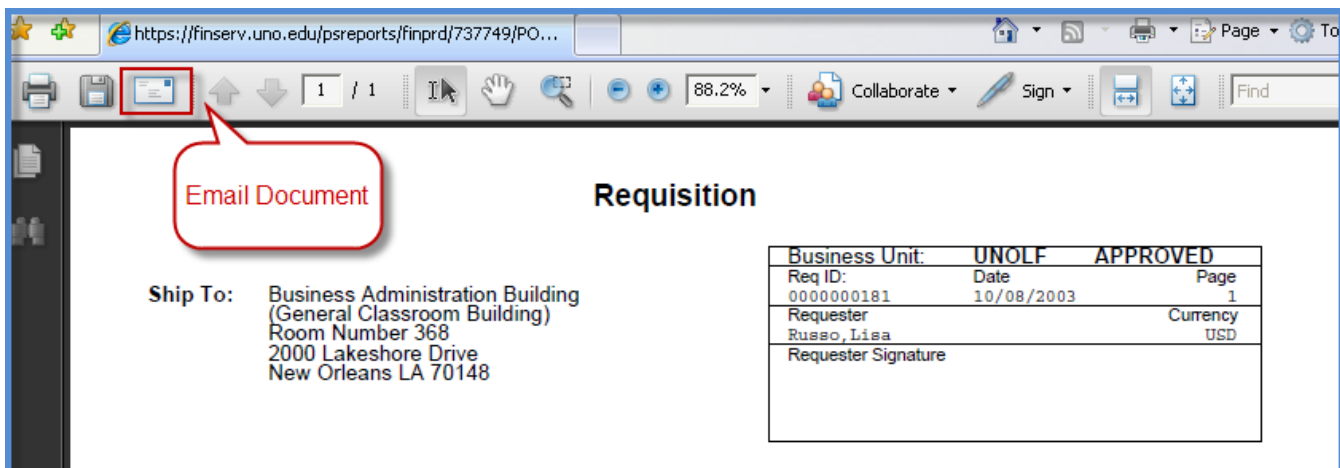 https://finserv.uno.edu/psreports/finprd/737749/PO...
Page
To
1 / 1
88.2%
Collaborate
Sign
Find
Email Document
Requisition
Business Unit: UNOLF APPROVED
Req ID: Date Page
0000000181 10/08/2003 1
Requester Currency
Russo,Lisa USD
Requester Signature
Ship To: Business Administration Building
(General Classroom Building)
Room Number 368
2000 Lakeshore Drive
New Orleans LA 70148